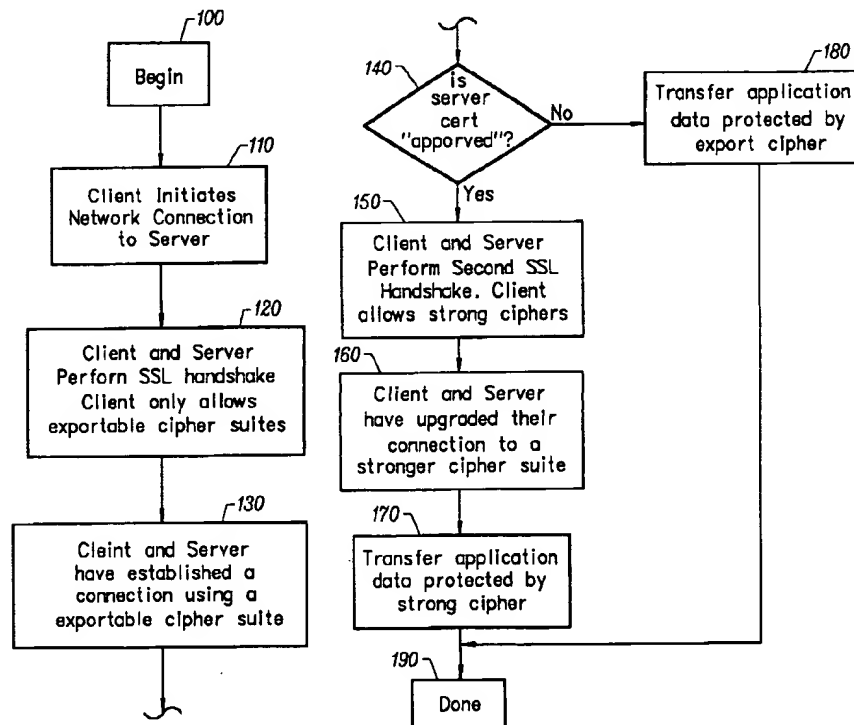 100
Begin
110
Client Initiates
Network Connection
to Server
120
Client and Server
Perforn SSL handshake
Client only allows
exportable cipher suites
130
Cleint and Server
have established a
connection using a
exportable cipher suite
140
is
server
cert
"apporved"?
No
Yes
180
Transfer application
data protected by
export cipher
150
Client and Server
Perform Second SSL
Handshake. Client
allows strong ciphers
160
Client and Server
have upgraded their
connection to a
stronger cipher suite
170
Transfer application
data protected by
strong cipher
190
Done